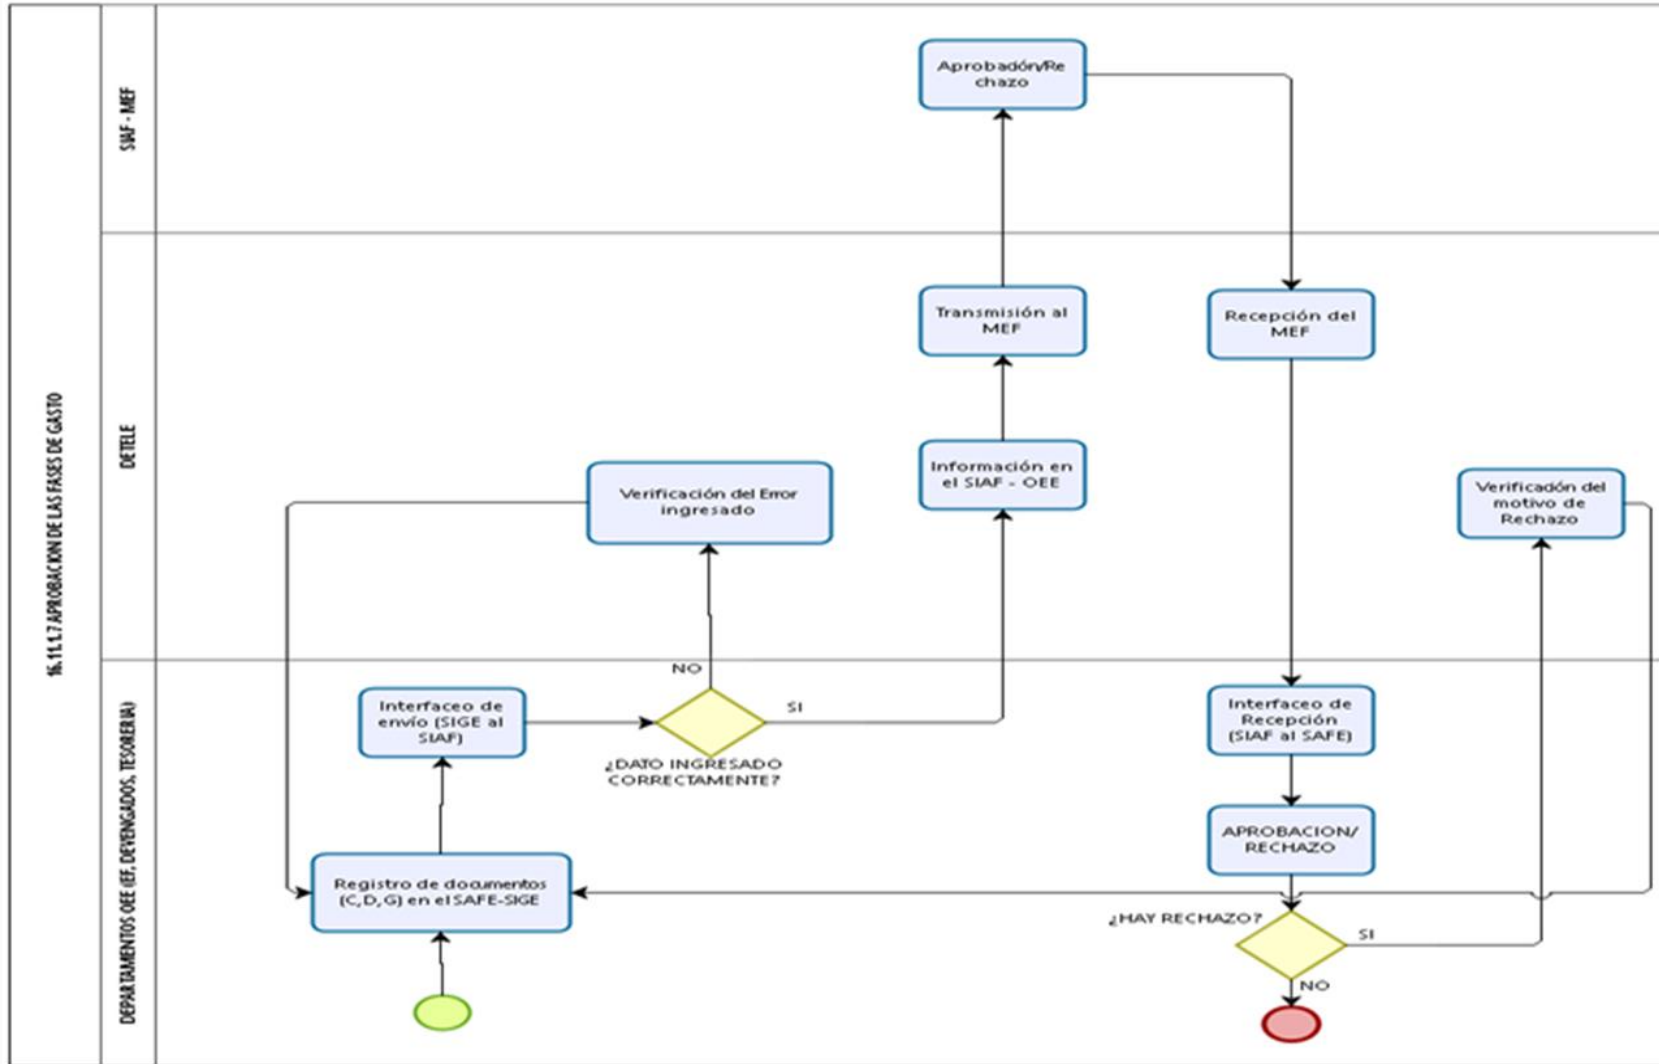 16.11.1.7 APROBACION DE LAS FASES DE GASTO
SIAF - MEF
Aprobación/Re
chazo
DETELE
Transmisión al
MEF
Recepción del
MEF
Información en
el SIAF - OEE
Verificación del Error
ingresado
Verificación del
motivo de
Rechazo
DEPARTAMENTOS OEE (EF, DEVENGADOS, TESORERIA)
NO
Interfaceo de
envío (SIGE al
SIAF)
SI
¿DATO INGRESADO
CORRECTAMENTE?
Interfaceo de
Recepción
(SIAF al SAFE)
APROBACION/
RECHAZO
Registro de documentos
(C,D,G) en el SAFE-SIGE
¿HAY RECHAZO?
SI
NO